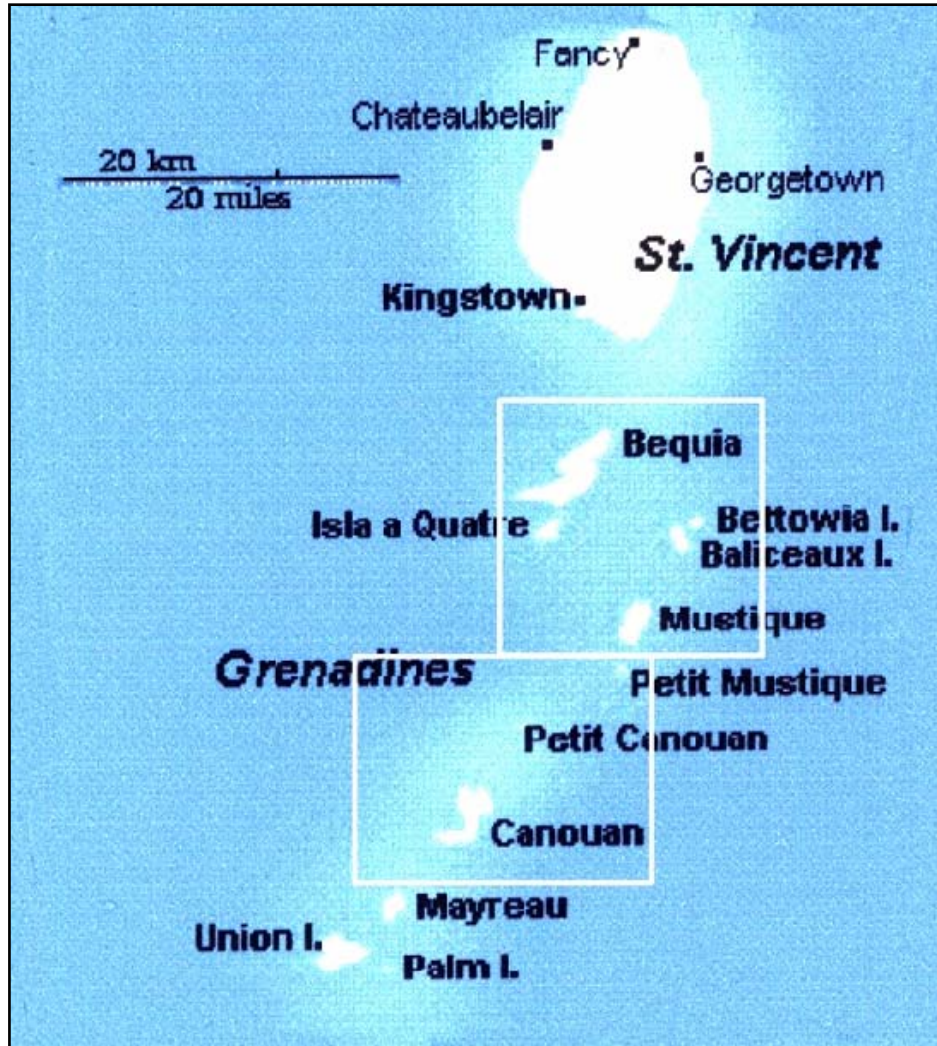 Fancy
Chateaubelair
20 km
20 miles
Georgetown
St. Vincent
Kingstown
Bequia
Isla a Quatre
Bettowia I.
Baliceaux I.
Mustique
Grenadines
Petit Mustique
Petit Canouan
Canouan
Mayreau
Union I.
Palm I.